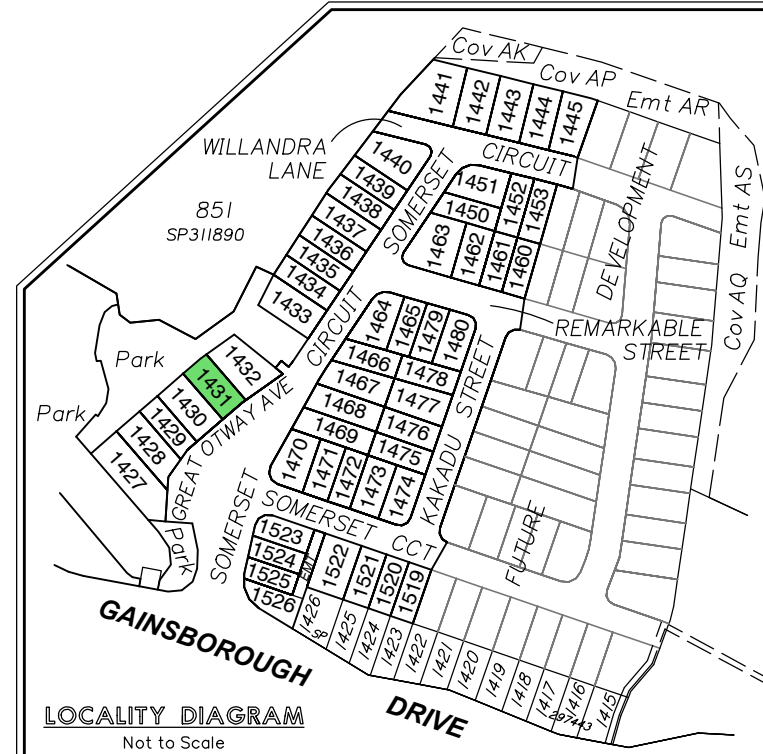 Cov AK
Cov AP
Emt AR
1441
1442
1443
1444
1445
WILLANDRA
LANE
1440
CIRCUIT
1439
1438
1437
1436
1435
1434
1433
851
SP311890
SOMERSET
1451
1452
1453
1450
1463
1462
1461
1460
DEVELOPMENT
Emt AS
Cov AQ
CIRCUIT
1464
1465
1479
1480
REMARKABLE
STREET
Park
1432
1431
1430
1429
1428
1427
Park
GREAT OTWAY AVE
1466
1478
1467
1477
1468
1476
1469
1475
1470
1471
1472
1473
1474
KAKADU STREET
SOMERSET
SOMERSET CCT
Park
1523
1524
1525
1526
EMT
1522
1521
1520
1519
FUTURE
1426
SP
1425
1424
1423
1422
1421
1420
1419
1418
1417
1416
1415
297443
GAINSBOROUGH
DRIVE
LOCALITY DIAGRAM
Not to Scale